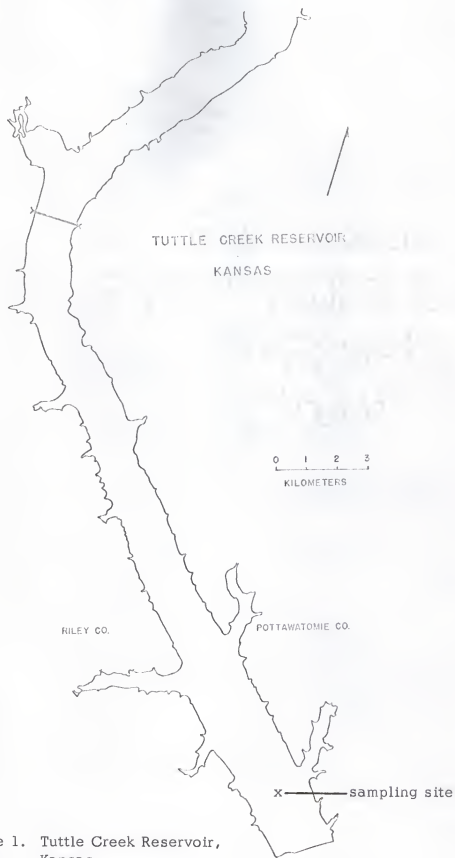 TUTTLE CREEK RESERVOIR
KANSAS
0 1 2 3
KILOMETERS
RILEY CO.
POTTAWATOMIE CO.
x sampling site
e 1. Tuttle Creek Reservoir,